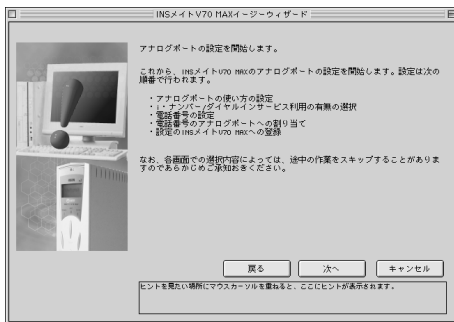 INSメイトV70 MAXイージーウィザード
アナログポートの設定を開始します。
これから、INSメイトV70 MAXのアナログポートの設定を開始します。設定は次の
順番で行われます。
・アナログポートの使い方の設定
・i・ナンバー/ダイヤルインサービス利用の有無の選択
・電話番号の設定
・電話番号のアナログポートへの割り当て
・設定のINSメイトV70 MAXへの登録
なお、各画面での選択内容によっては、途中の作業をスキップすることがありま
すのであらかじめご承知おきください。
戻る
次へ
キャンセル
ヒントを見たい場所にマウスカーソルを重ねると、ここにヒントが表示されます。